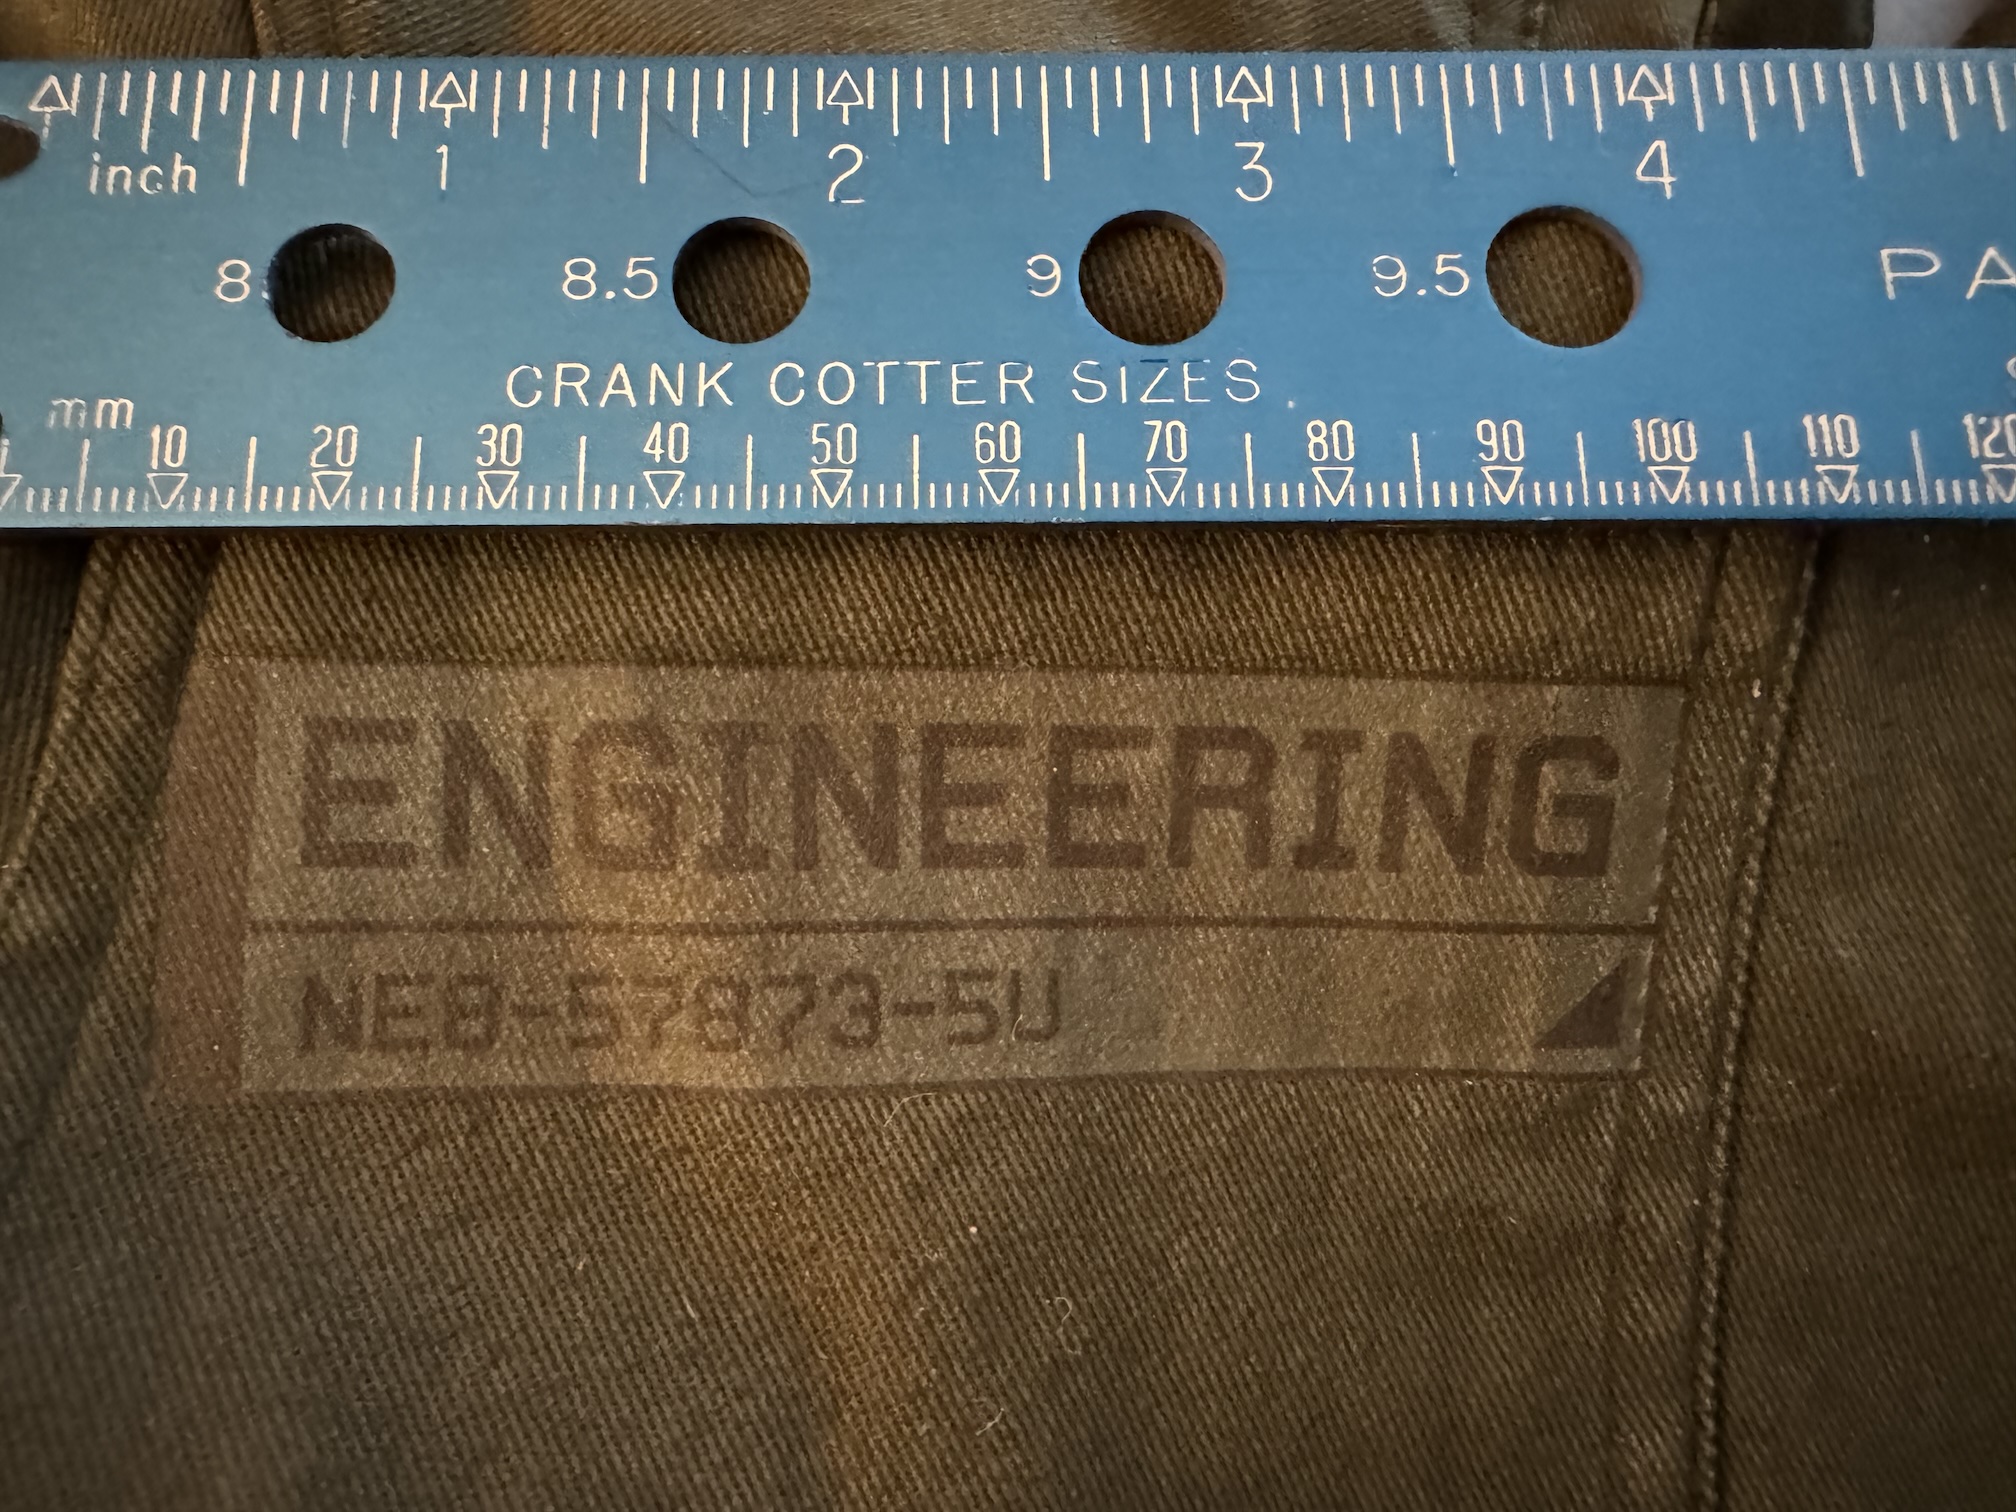 inch 1 2 3 4
8 8.5 9 9.5 PA
CRANK COTTER SIZES
mm
10 20 30 40 50 60 70 80 90 100 110 120
ENGINEERING
NEB-57873-5U